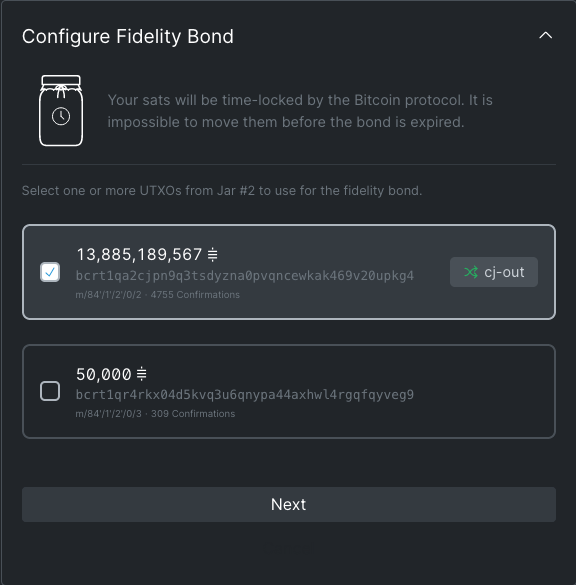 Configure Fidelity Bond
Your sats will be time-locked by the Bitcoin protocol. It is
impossible to move them before the bond is expired.
Select one or more UTXOs from Jar #2 to use for the fidelity bond.
13,885,189,567
bcrt1qa2cjpn9q3tsdyzna0pvqncewkak469v20upkg4
cj-out
m/84'/1'/2'/0/2 · 4755 Confirmations
50,000
bcrt1qr4rkx04d5kvq3u6qnypa44axhwl4rgqfqyveg9
m/84'/1'/2'/0/3 · 309 Confirmations
Next